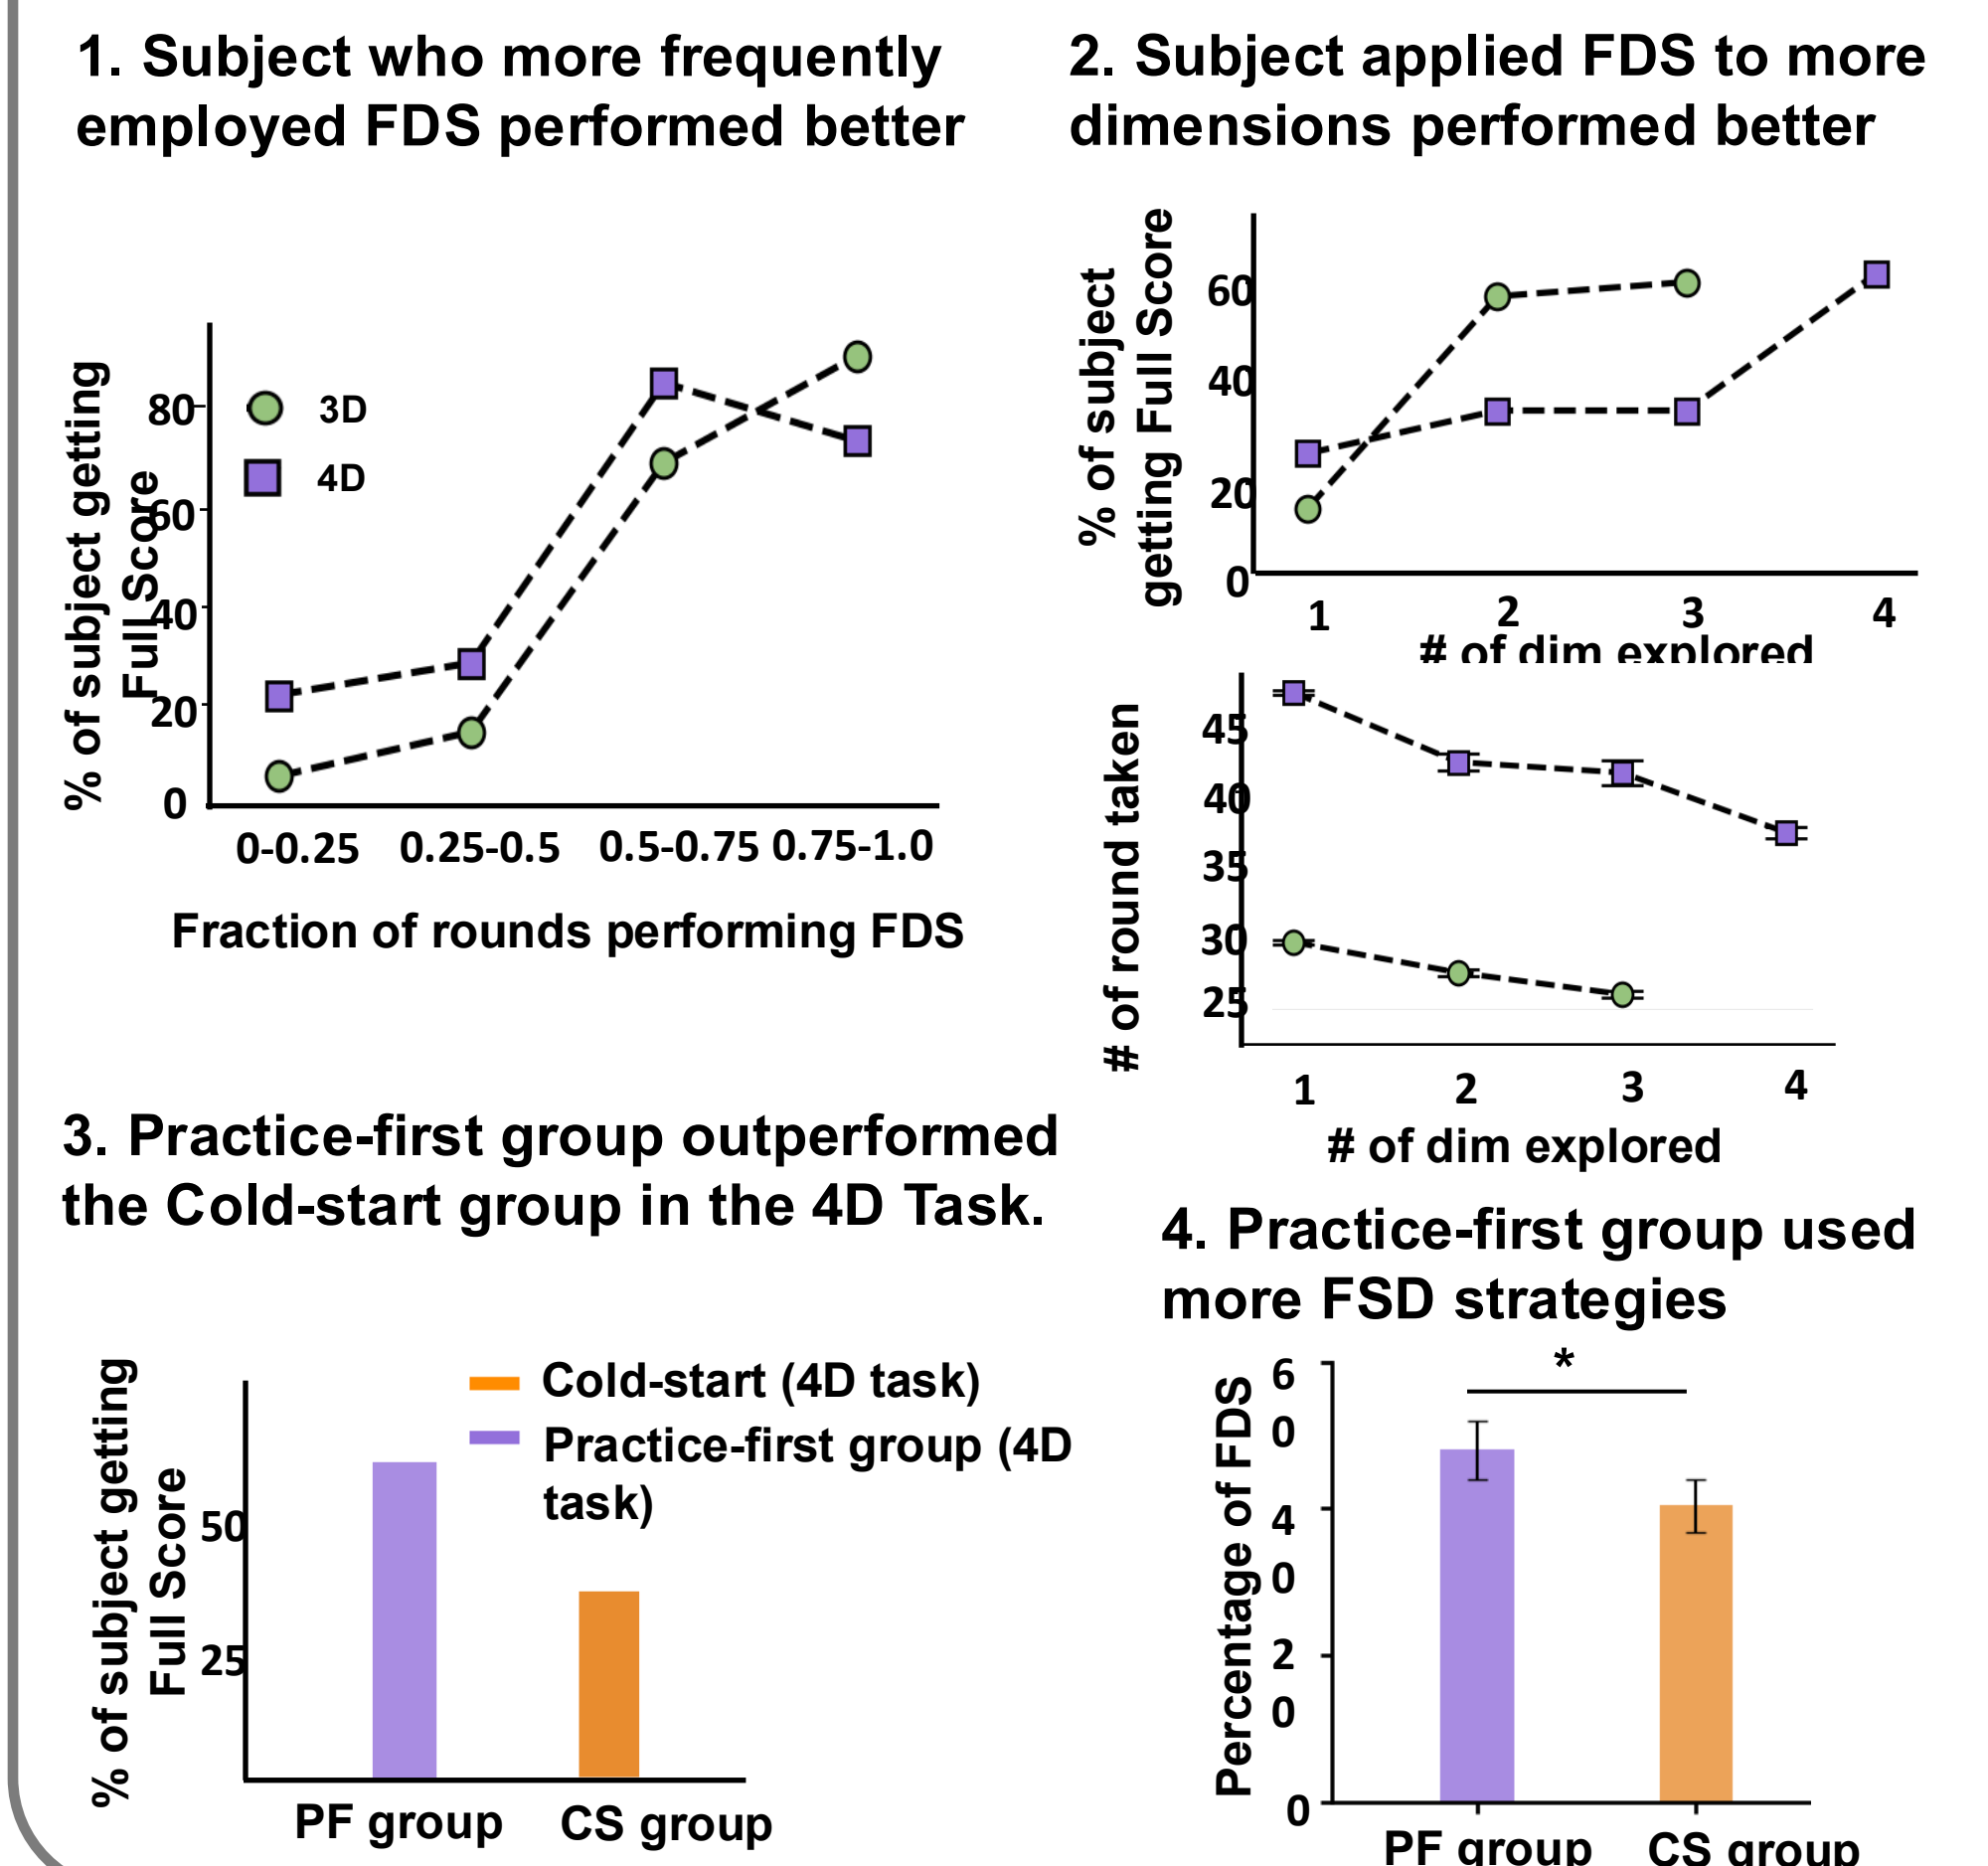 1. Subject who more frequently
employed FDS performed better
% of subject getting
Full Score
80
60
40
20
0
3D
4D
0-0.25 0.25-0.5 0.5-0.75 0.75-1.0
Fraction of rounds performing FDS
2. Subject applied FDS to more
dimensions performed better
% of subject
getting Full Score
60
40
20
0
1 2 3 4
# of dim explored
# of round taken
45
40
35
30
25
1 2 3 4
# of dim explored
3. Practice-first group outperformed
the Cold-start group in the 4D Task.
% of subject getting
Full Score
50
25
Cold-start (4D task)
Practice-first group (4D
task)
PF group CS group
4. Practice-first group used
more FSD strategies
Percentage of FDS
6
0
4
0
2
0
0
*
PF group CS group